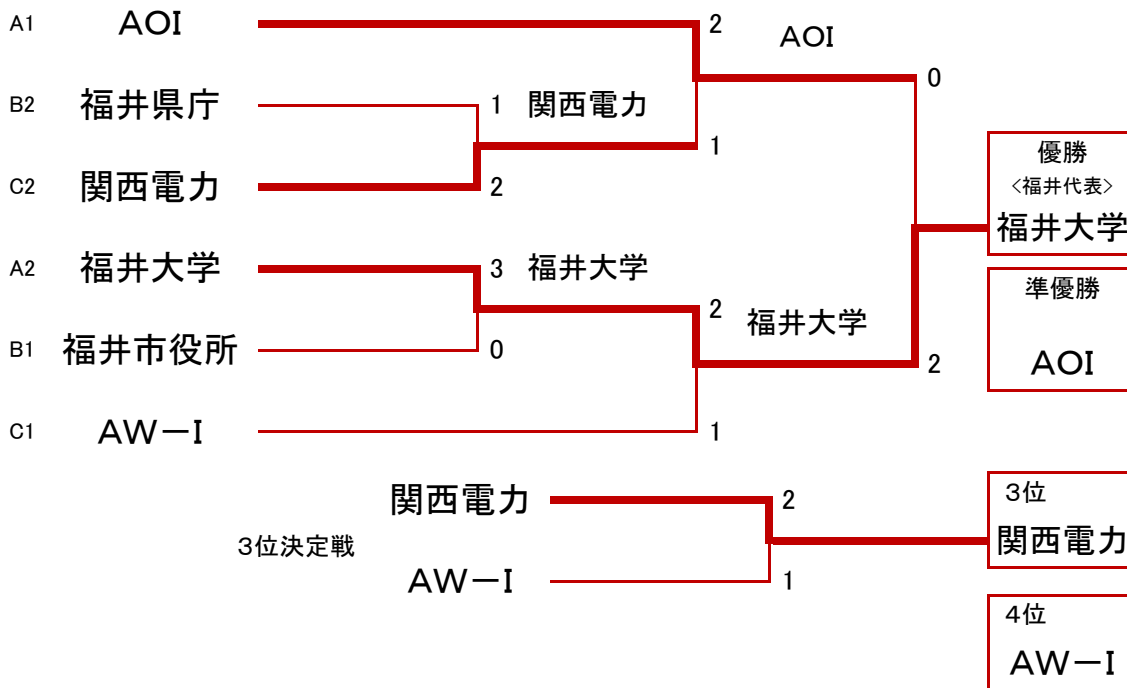 A1 AOI 2 AOI
0
B2 福井県庁 1 関西電力
1
C2 関西電力 2
優勝
<福井代表>
福井大学
A2 福井大学 3 福井大学
2 福井大学
準優勝
B1 福井市役所 0
2
AOI
C1 AW－I 1
関西電力 2
3位
3位決定戦
関西電力
AW－I 1
4位
AW－I